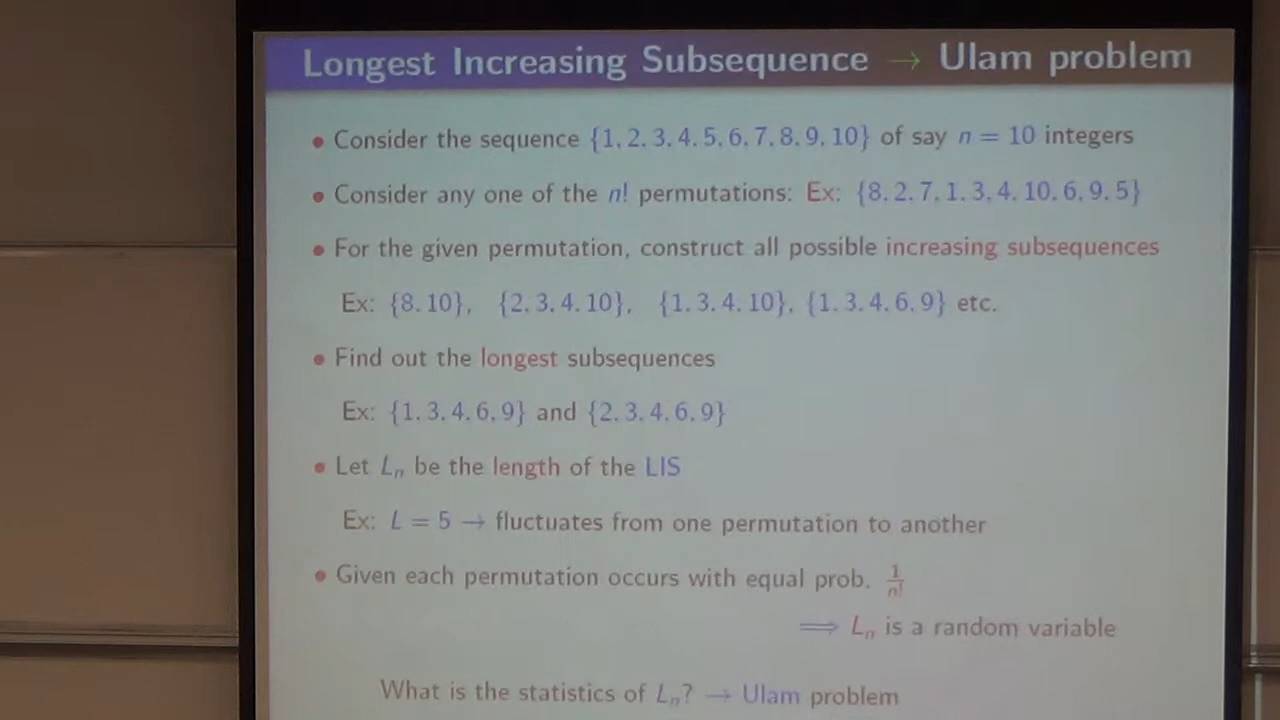 Longest Increasing Subsequence → Ulam problem
• Consider the sequence {1, 2, 3, 4, 5, 6, 7, 8, 9, 10} of say n = 10 integers
• Consider any one of the n! permutations: Ex: {8, 2, 7, 1, 3, 4, 10, 6, 9, 5}
• For the given permutation, construct all possible increasing subsequences
Ex: {8, 10}, {2, 3, 4, 10}, {1, 3, 4, 10}, {1, 3, 4, 6, 9} etc.
• Find out the longest subsequences
Ex: {1, 3, 4, 6, 9} and {2, 3, 4, 6, 9}
• Let Lₙ be the length of the LIS
Ex: L = 5 → fluctuates from one permutation to another
• Given each permutation occurs with equal prob. 1/n!
⟹ Lₙ is a random variable
What is the statistics of Lₙ? → Ulam problem